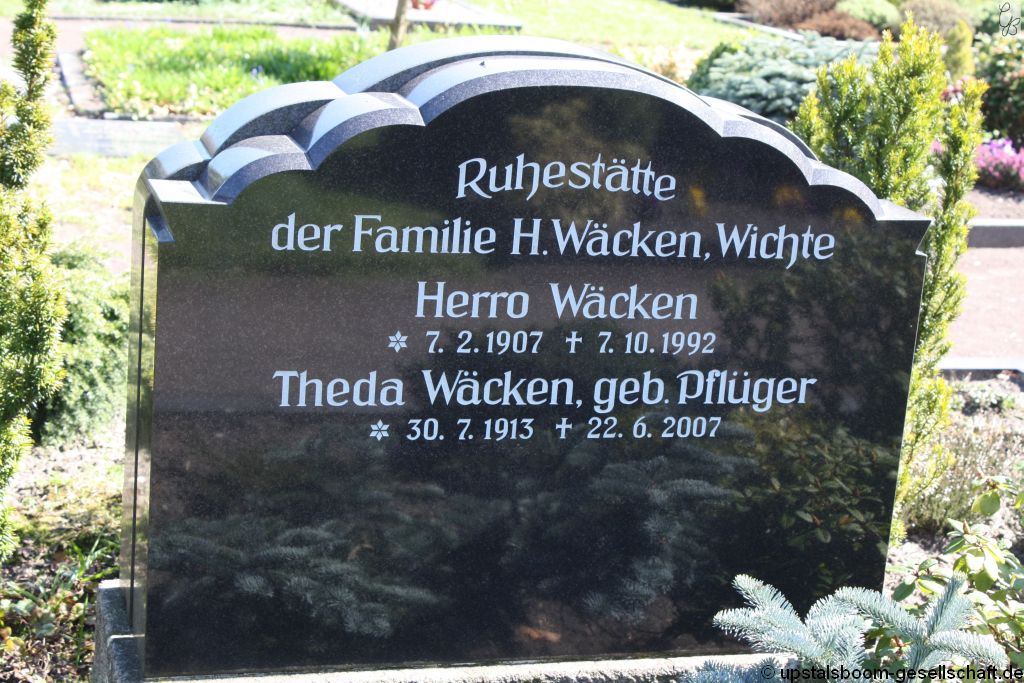 Ruhestätte
der Familie H. Wäcken, Wichte
Herro Wäcken
* 7. 2. 1907 † 7. 10. 1992
Theda Wäcken, geb. Pflüger
* 30. 7. 1913 † 22. 6. 2007
© upstalsboom-gesellschaft.de